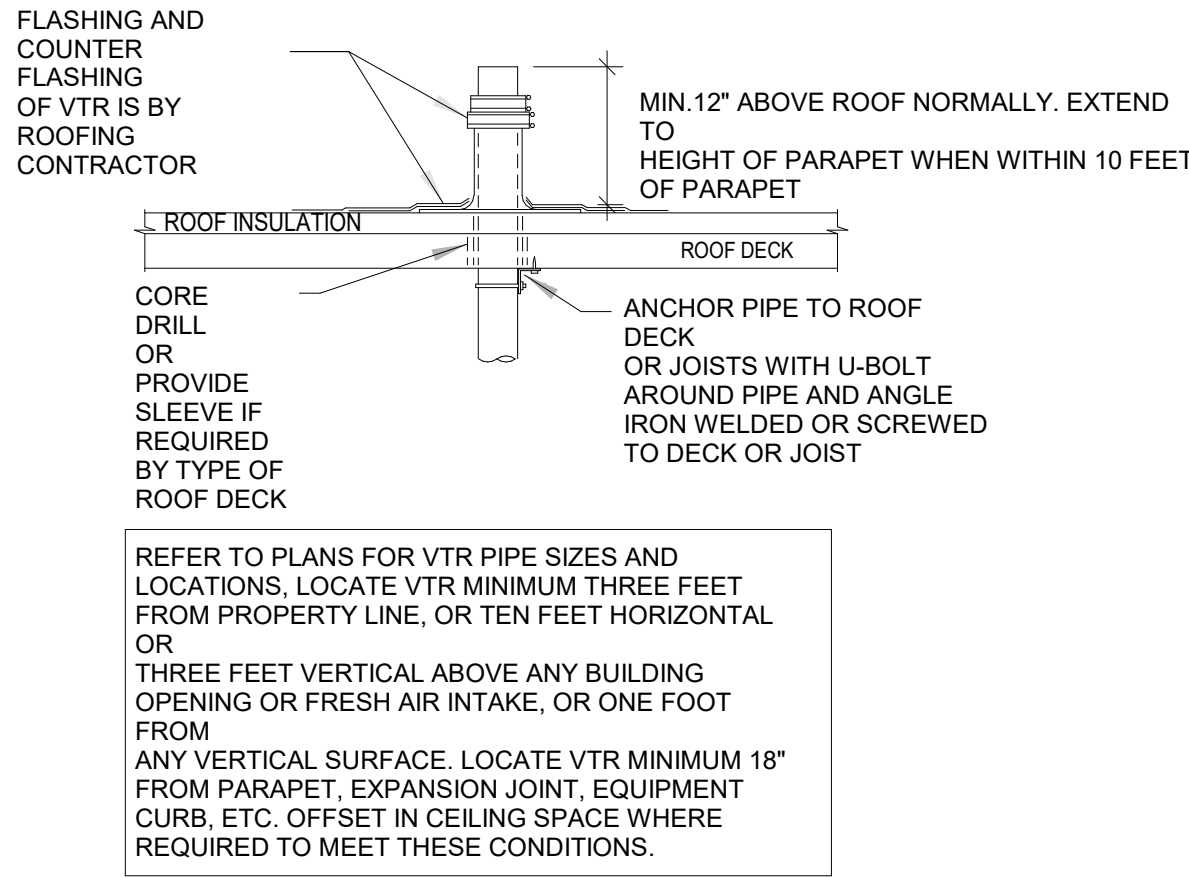 FLASHING AND
COUNTER
FLASHING
OF VTR IS BY
ROOFING
CONTRACTOR
MIN.12" ABOVE ROOF NORMALLY. EXTEND
TO
HEIGHT OF PARAPET WHEN WITHIN 10 FEET
OF PARAPET
ROOF INSULATION
ROOF DECK
CORE
DRILL
OR
PROVIDE
SLEEVE IF
REQUIRED
BY TYPE OF
ROOF DECK
ANCHOR PIPE TO ROOF
DECK
OR JOISTS WITH U-BOLT
AROUND PIPE AND ANGLE
IRON WELDED OR SCREWED
TO DECK OR JOIST
REFER TO PLANS FOR VTR PIPE SIZES AND
LOCATIONS, LOCATE VTR MINIMUM THREE FEET
FROM PROPERTY LINE, OR TEN FEET HORIZONTAL
OR
THREE FEET VERTICAL ABOVE ANY BUILDING
OPENING OR FRESH AIR INTAKE, OR ONE FOOT
FROM
ANY VERTICAL SURFACE. LOCATE VTR MINIMUM 18"
FROM PARAPET, EXPANSION JOINT, EQUIPMENT
CURB, ETC. OFFSET IN CEILING SPACE WHERE
REQUIRED TO MEET THESE CONDITIONS.